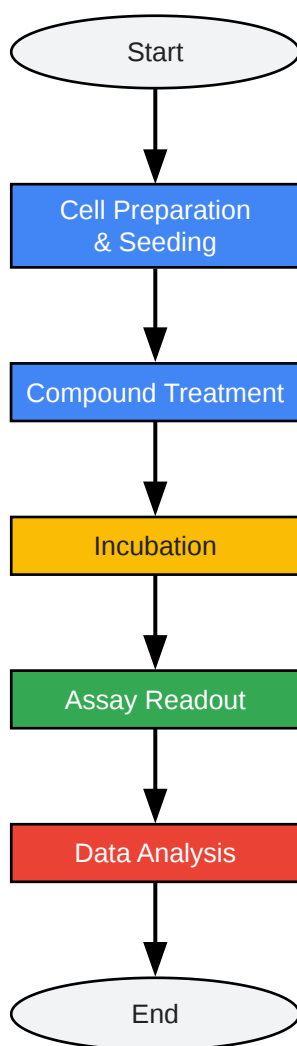 Start
Cell Preparation
& Seeding
Compound Treatment
Incubation
Assay Readout
Data Analysis
End